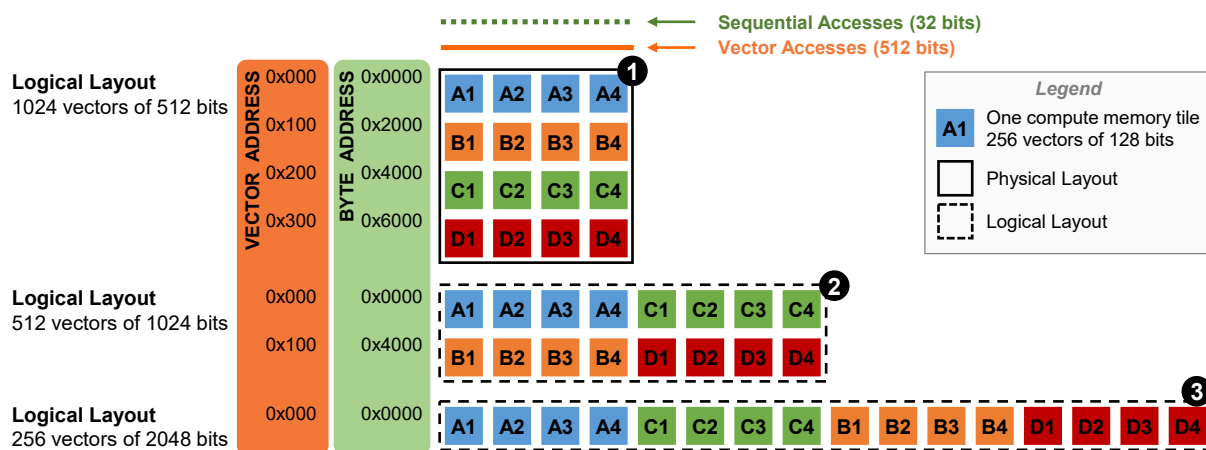 Sequential Accesses (32 bits)
Vector Accesses (512 bits)
Logical Layout
1024 vectors of 512 bits
VECTOR ADDRESS
0x000
0x100
0x200
0x300
BYTE ADDRESS
0x0000
0x2000
0x4000
0x6000
1
A1 A2 A3 A4
B1 B2 B3 B4
C1 C2 C3 C4
D1 D2 D3 D4
Legend
A1 One compute memory tile
256 vectors of 128 bits
Physical Layout
Logical Layout
Logical Layout
512 vectors of 1024 bits
0x000 0x0000
0x100 0x4000
2
A1 A2 A3 A4 C1 C2 C3 C4
B1 B2 B3 B4 D1 D2 D3 D4
Logical Layout
256 vectors of 2048 bits
0x000 0x0000
3
A1 A2 A3 A4 C1 C2 C3 C4 B1 B2 B3 B4 D1 D2 D3 D4